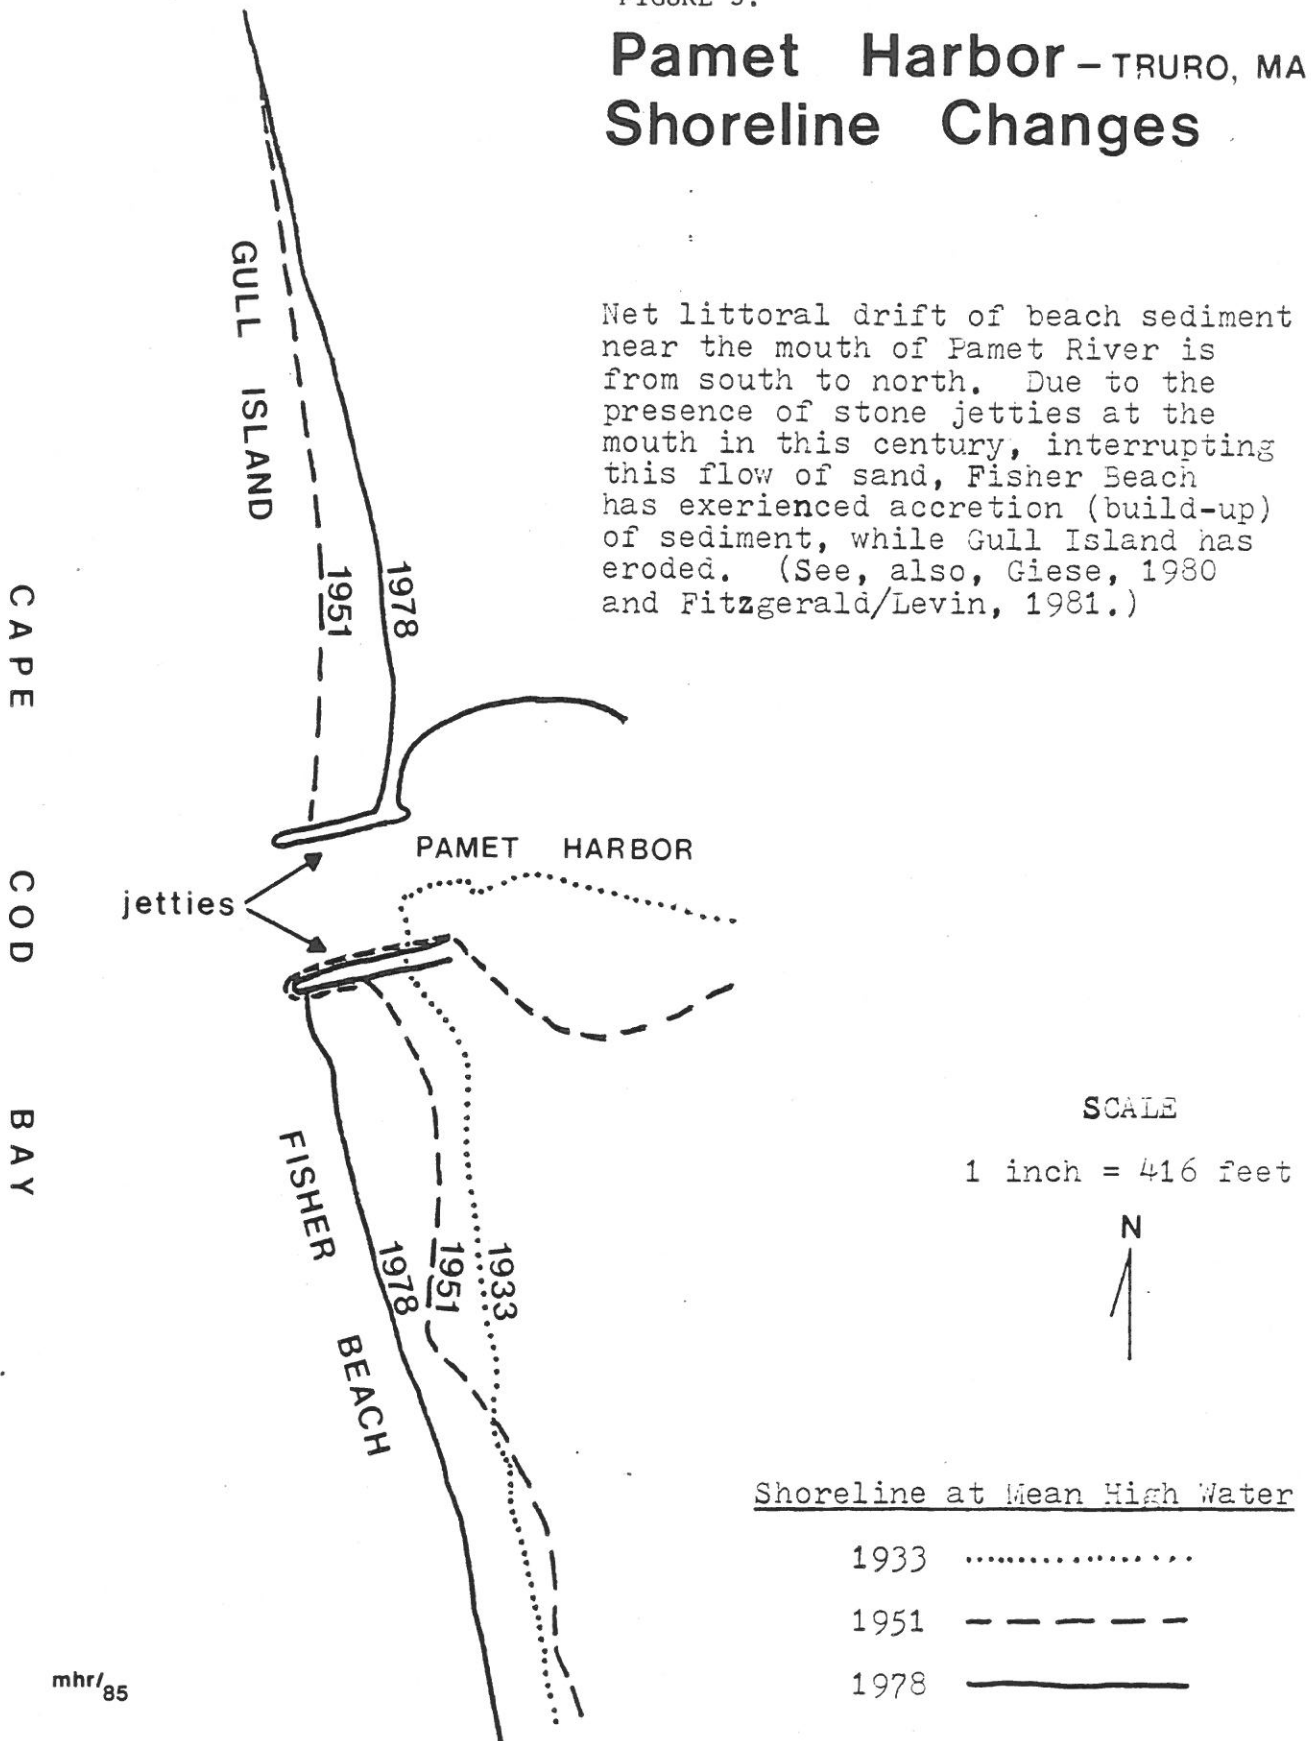 FIGURE 3.
Pamet Harbor – TRURO, MA
Shoreline Changes
Net littoral drift of beach sediment
near the mouth of Pamet River is
from south to north. Due to the
presence of stone jetties at the
mouth in this century, interrupting
this flow of sand, Fisher Beach
has exerienced accretion (build-up)
of sediment, while Gull Island has
eroded. (See, also, Giese, 1980
and Fitzgerald/Levin, 1981.)
GULL ISLAND
1951
1978
CAPE COD BAY
PAMET HARBOR
jetties
FISHER BEACH
1978
1951
1933
SCALE
1 inch = 416 feet
N
Shoreline at Mean High Water
1933
1951
1978
mhr/85